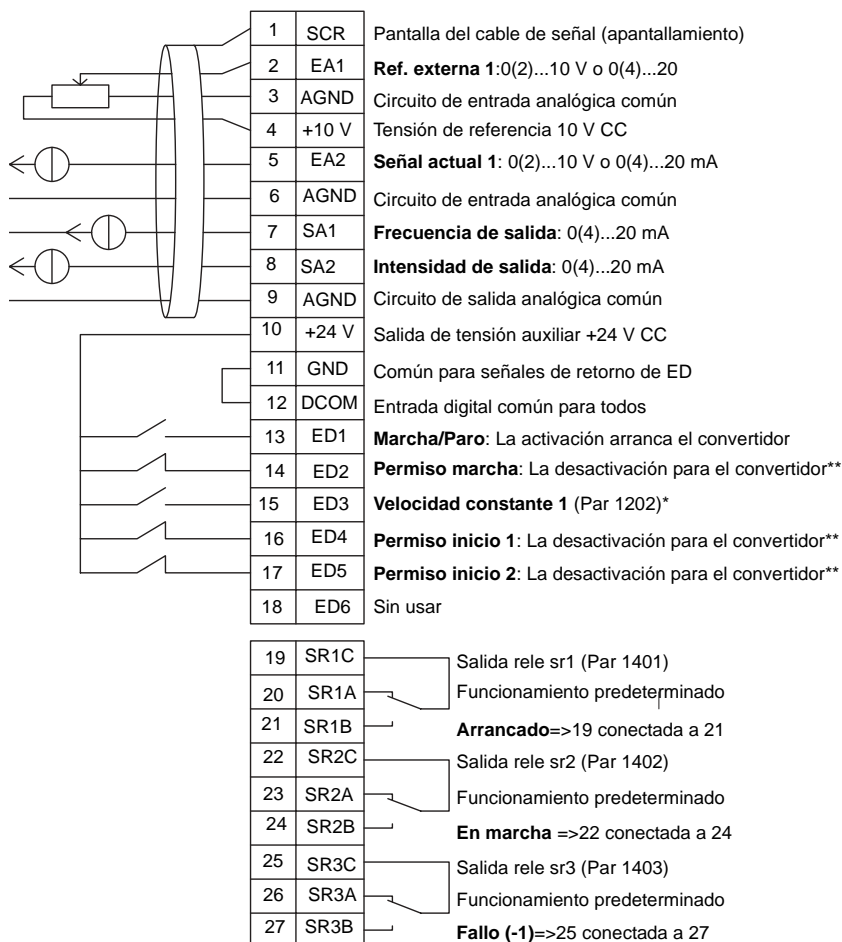 1 SCR Pantalla del cable de señal (apantallamiento)
2 EA1 Ref. externa 1:0(2)...10 V o 0(4)...20
3 AGND Circuito de entrada analógica común
4 +10 V Tensión de referencia 10 V CC
5 EA2 Señal actual 1: 0(2)...10 V o 0(4)...20 mA
6 AGND Circuito de entrada analógica común
7 SA1 Frecuencia de salida: 0(4)...20 mA
8 SA2 Intensidad de salida: 0(4)...20 mA
9 AGND Circuito de salida analógica común
10 +24 V Salida de tensión auxiliar +24 V CC
11 GND Común para señales de retorno de ED
12 DCOM Entrada digital común para todos
13 ED1 Marcha/Paro: La activación arranca el convertidor
14 ED2 Permiso marcha: La desactivación para el convertidor**
15 ED3 Velocidad constante 1 (Par 1202)*
16 ED4 Permiso inicio 1: La desactivación para el convertidor**
17 ED5 Permiso inicio 2: La desactivación para el convertidor**
18 ED6 Sin usar
19 SR1C Salida rele sr1 (Par 1401)
20 SR1A Funcionamiento predeterminado
21 SR1B Arrancado=>19 conectada a 21
22 SR2C Salida rele sr2 (Par 1402)
23 SR2A Funcionamiento predeterminado
24 SR2B En marcha =>22 conectada a 24
25 SR3C Salida rele sr3 (Par 1403)
26 SR3A Funcionamiento predeterminado
27 SR3B Fallo (-1)=>25 conectada a 27